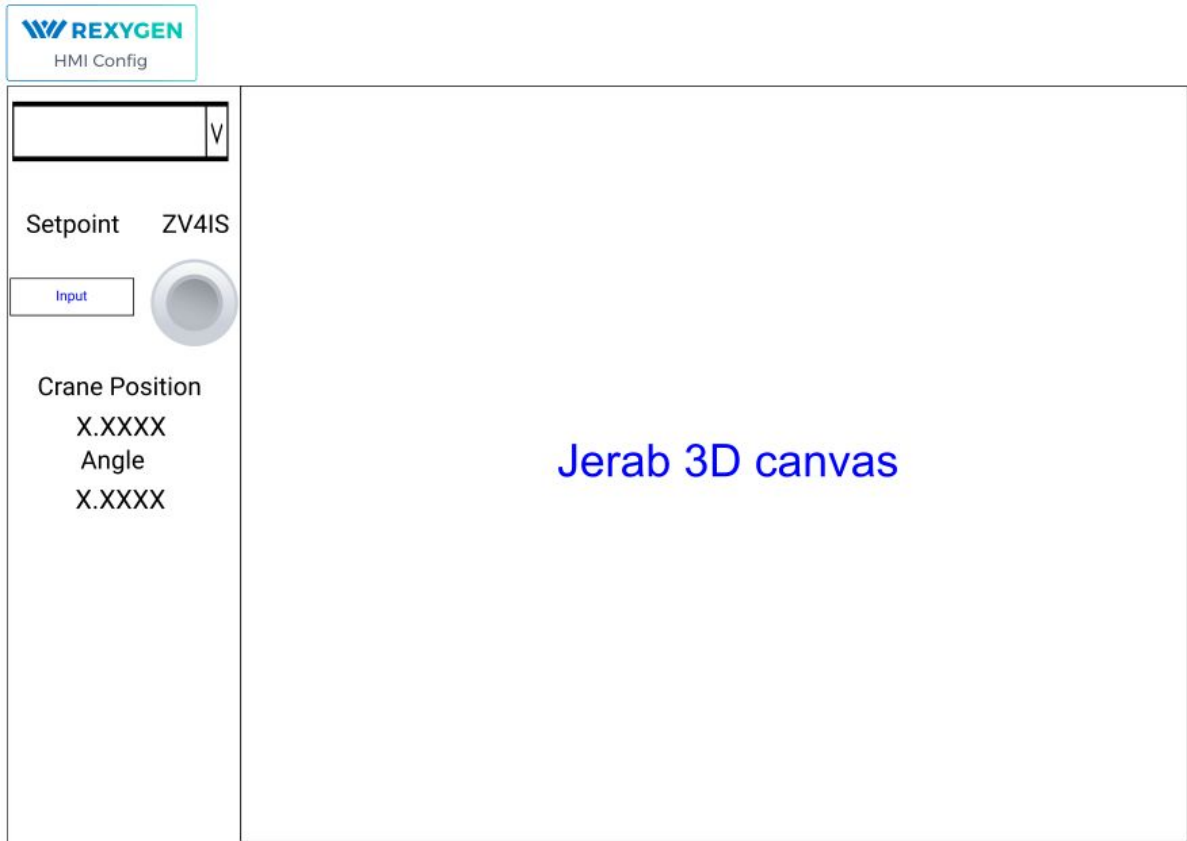 REXYGEN
HMI Config
V
Setpoint ZV4IS
Input
Crane Position
X.XXXX
Angle
X.XXXX
Jerab 3D canvas